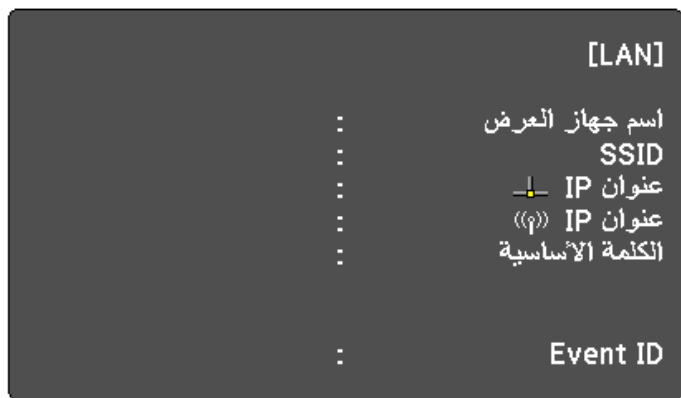 [LAN]
اسم جهاز العرض :
SSID :
عنوان IP :
عنوان IP :
الكلمة الأساسية :
Event ID :